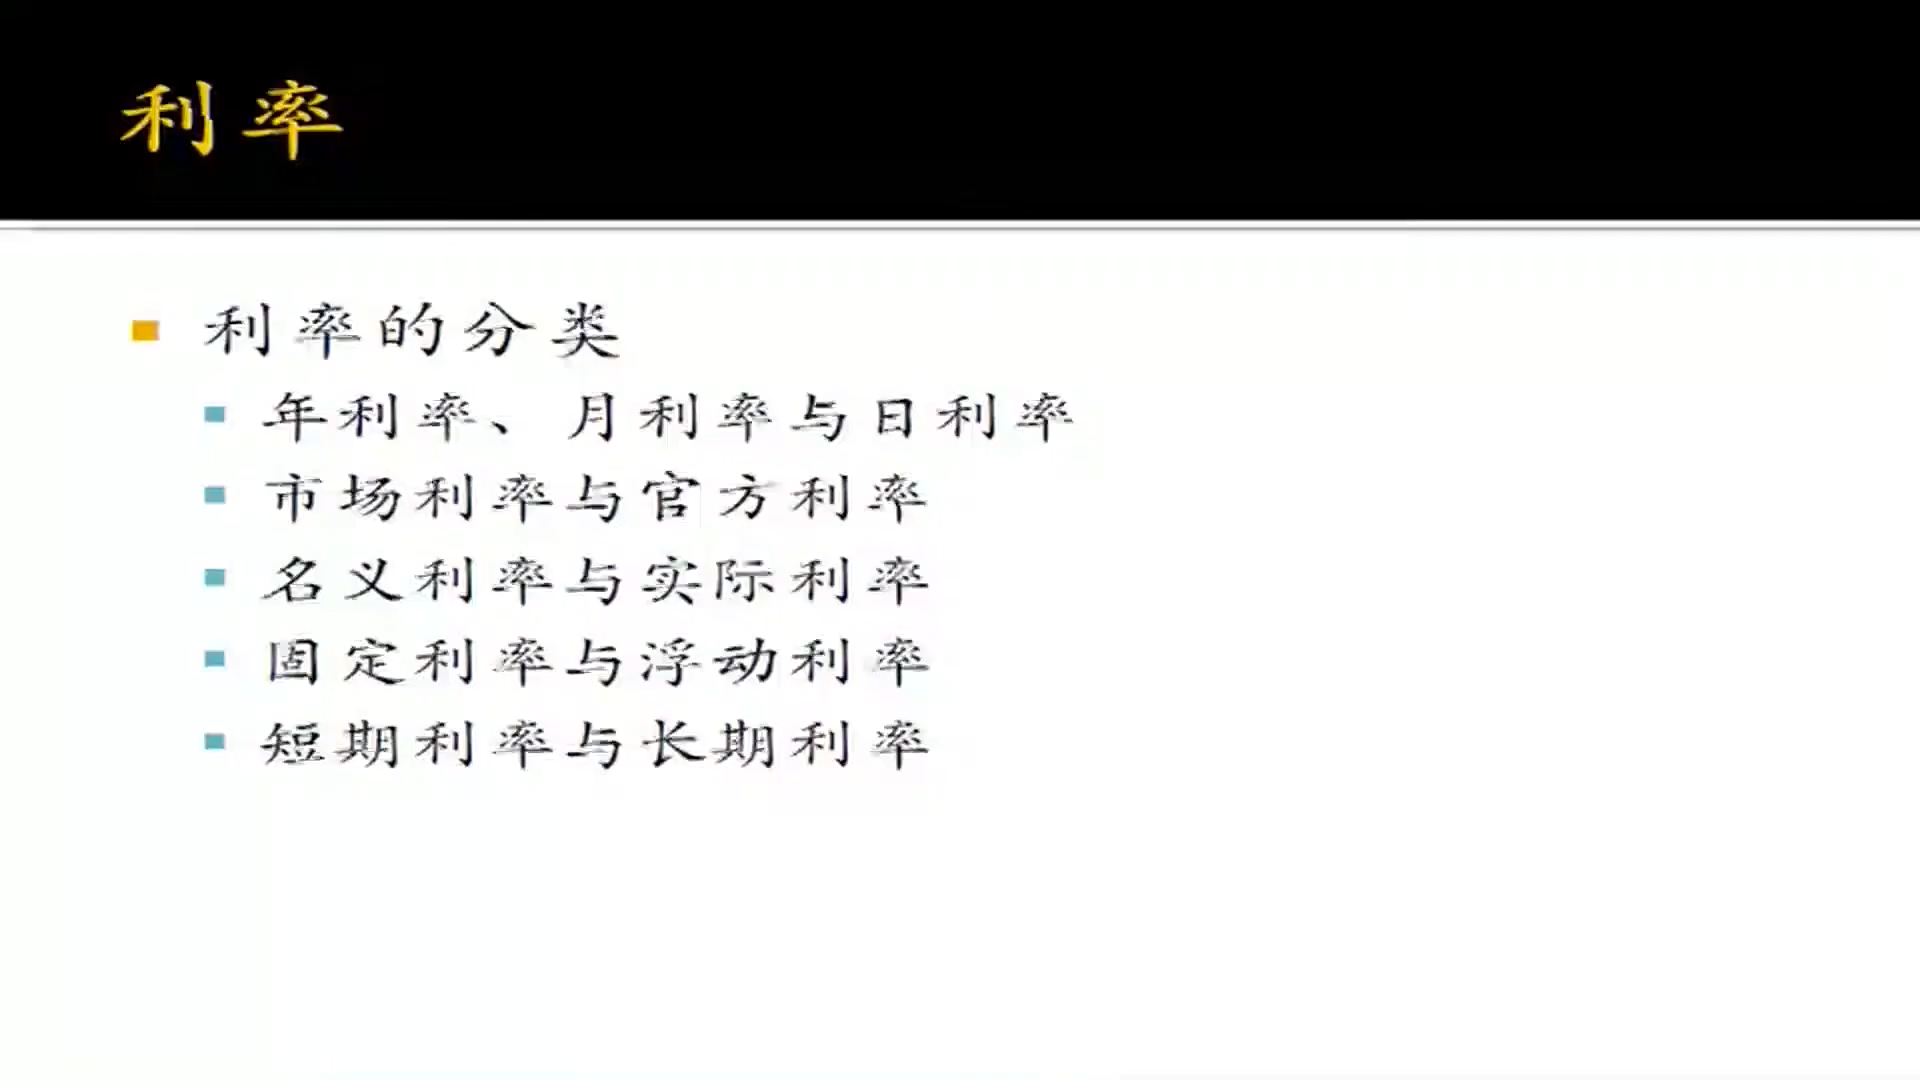 利率
利率的分类
年利率、月利率与日利率
市场利率与官方利率
名义利率与实际利率
固定利率与浮动利率
短期利率与长期利率